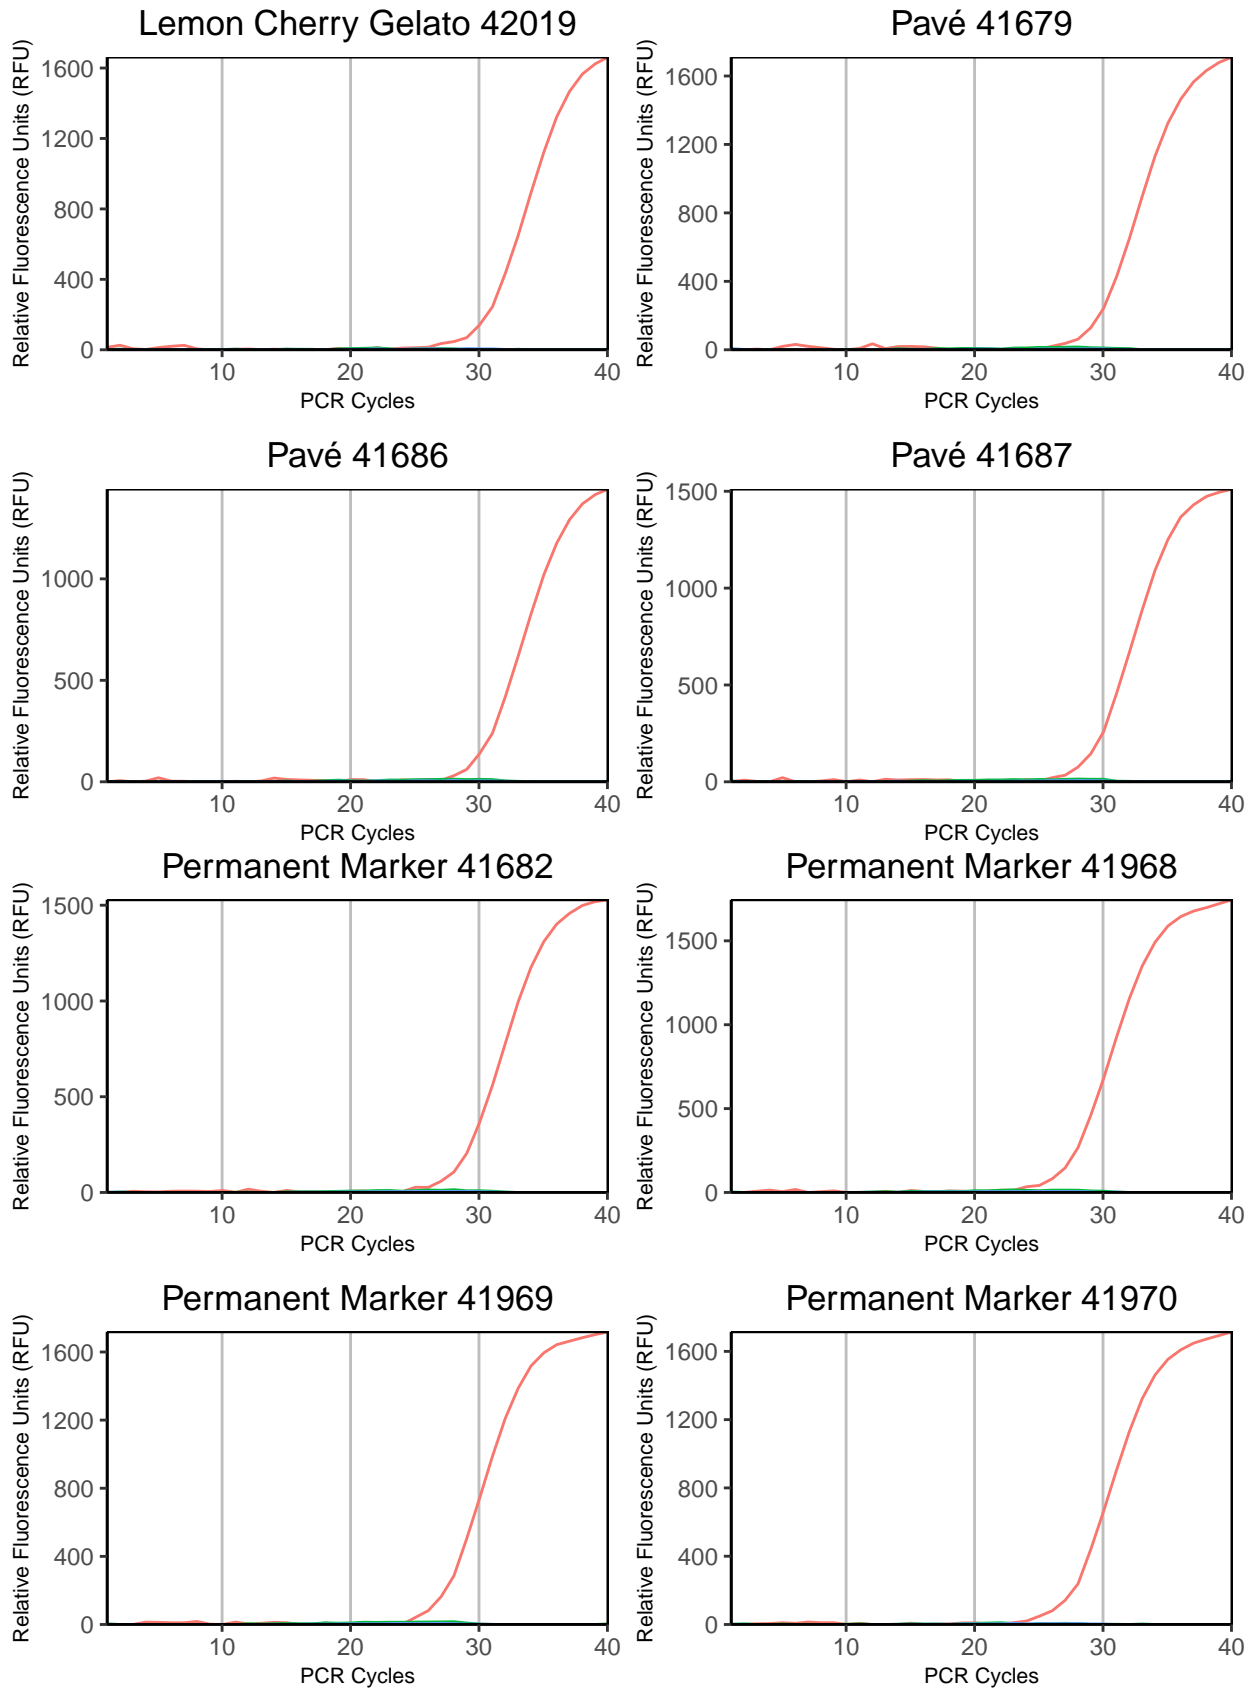 Lemon Cherry Gelato 42019
Relative Fluorescence Units (RFU)
1600
1200
800
400
0
10 20 30 40
PCR Cycles
Pavé 41679
Relative Fluorescence Units (RFU)
1600
1200
800
400
0
10 20 30 40
PCR Cycles
Pavé 41686
Relative Fluorescence Units (RFU)
1000
500
0
10 20 30 40
PCR Cycles
Pavé 41687
Relative Fluorescence Units (RFU)
1500
1000
500
0
10 20 30 40
PCR Cycles
Permanent Marker 41682
Relative Fluorescence Units (RFU)
1500
1000
500
0
10 20 30 40
PCR Cycles
Permanent Marker 41968
Relative Fluorescence Units (RFU)
1500
1000
500
0
10 20 30 40
PCR Cycles
Permanent Marker 41969
Relative Fluorescence Units (RFU)
1600
1200
800
400
0
10 20 30 40
PCR Cycles
Permanent Marker 41970
Relative Fluorescence Units (RFU)
1600
1200
800
400
0
10 20 30 40
PCR Cycles